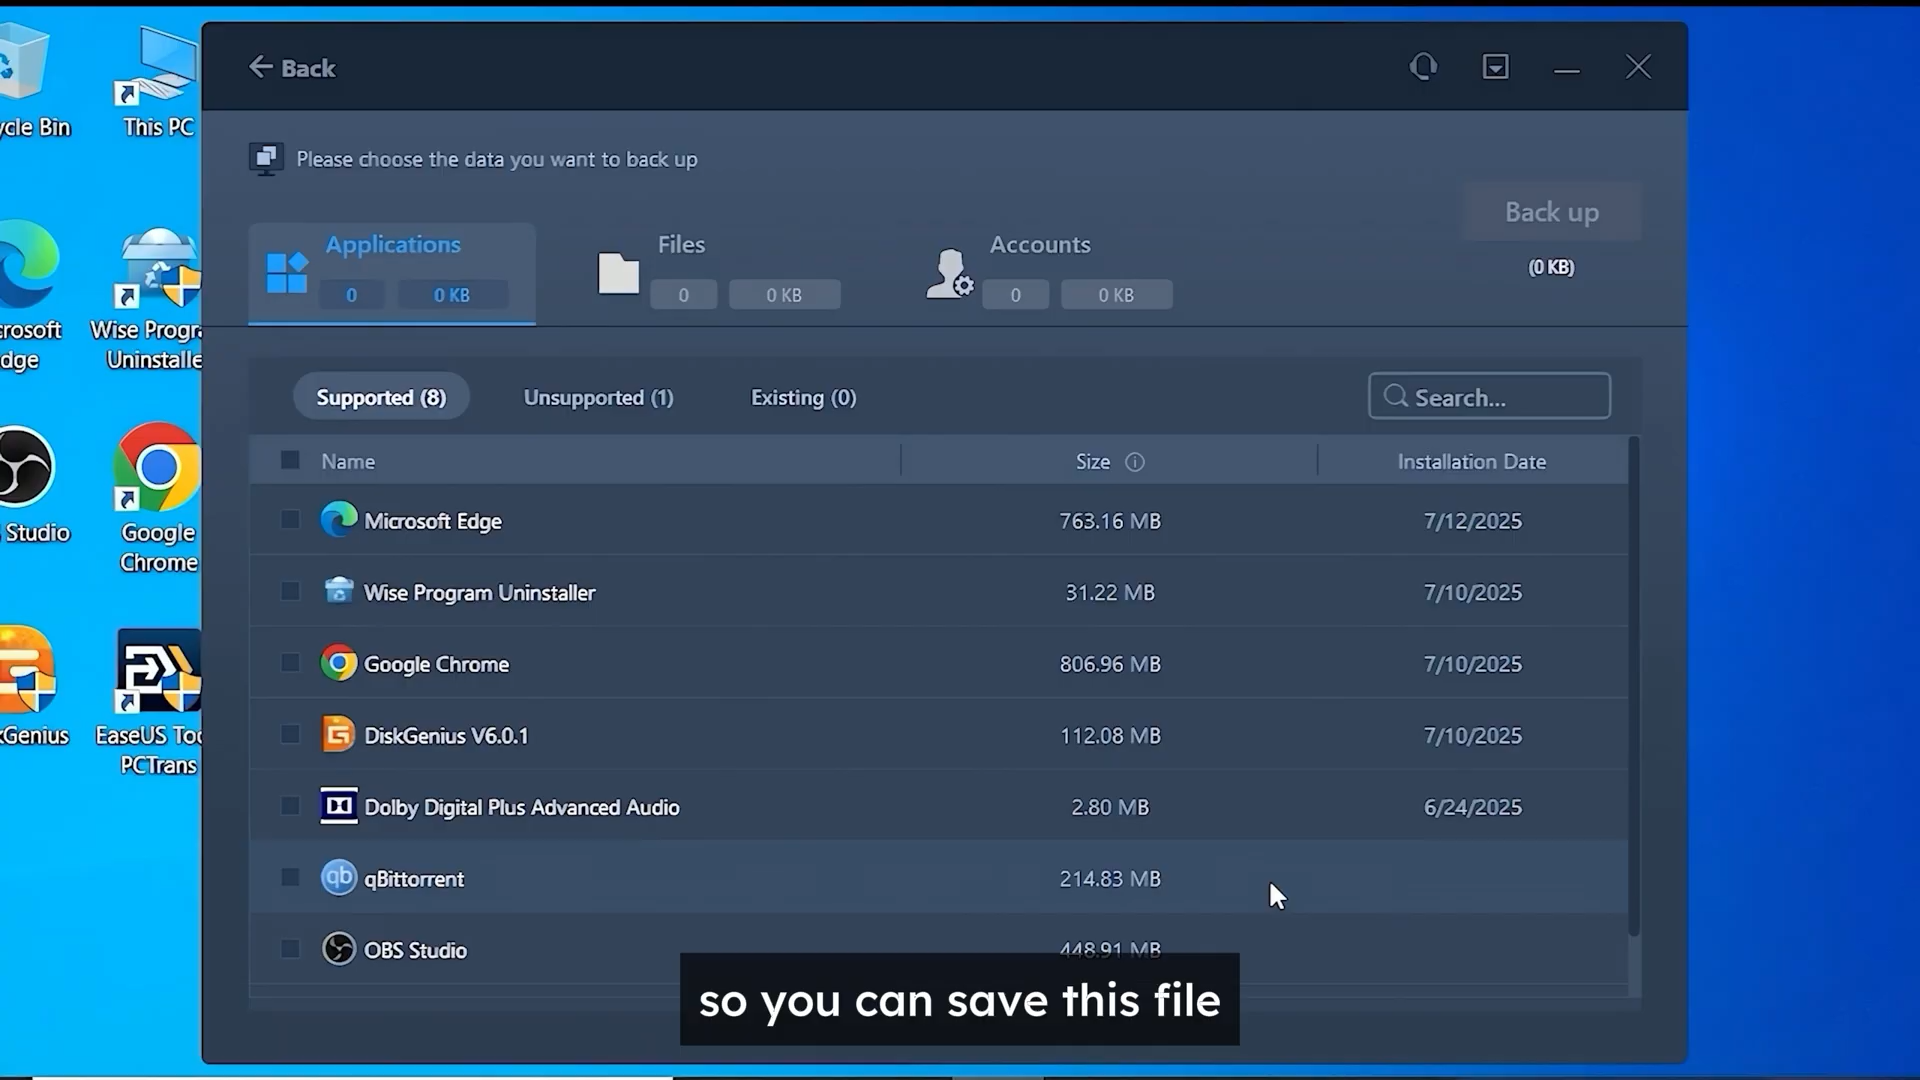 Back
Please choose the data you want to back up
Back up
(0 KB)
Applications
0 0 KB
Files
0 0 KB
Accounts
0 0 KB
Supported (8) Unsupported (1) Existing (0) Search...
Name Size Installation Date
Microsoft Edge 763.16 MB 7/12/2025
Wise Program Uninstaller 31.22 MB 7/10/2025
Google Chrome 806.96 MB 7/10/2025
DiskGenius V6.0.1 112.08 MB 7/10/2025
Dolby Digital Plus Advanced Audio 2.80 MB 6/24/2025
qb qBittorrent 214.83 MB
OBS Studio 448.91 MB
so you can save this file
ycle Bin
This PC
crosoft
dge
Wise Progra
Uninstalle
Studio
Google
Chrome
kGenius
EaseUS Too
PCTrans